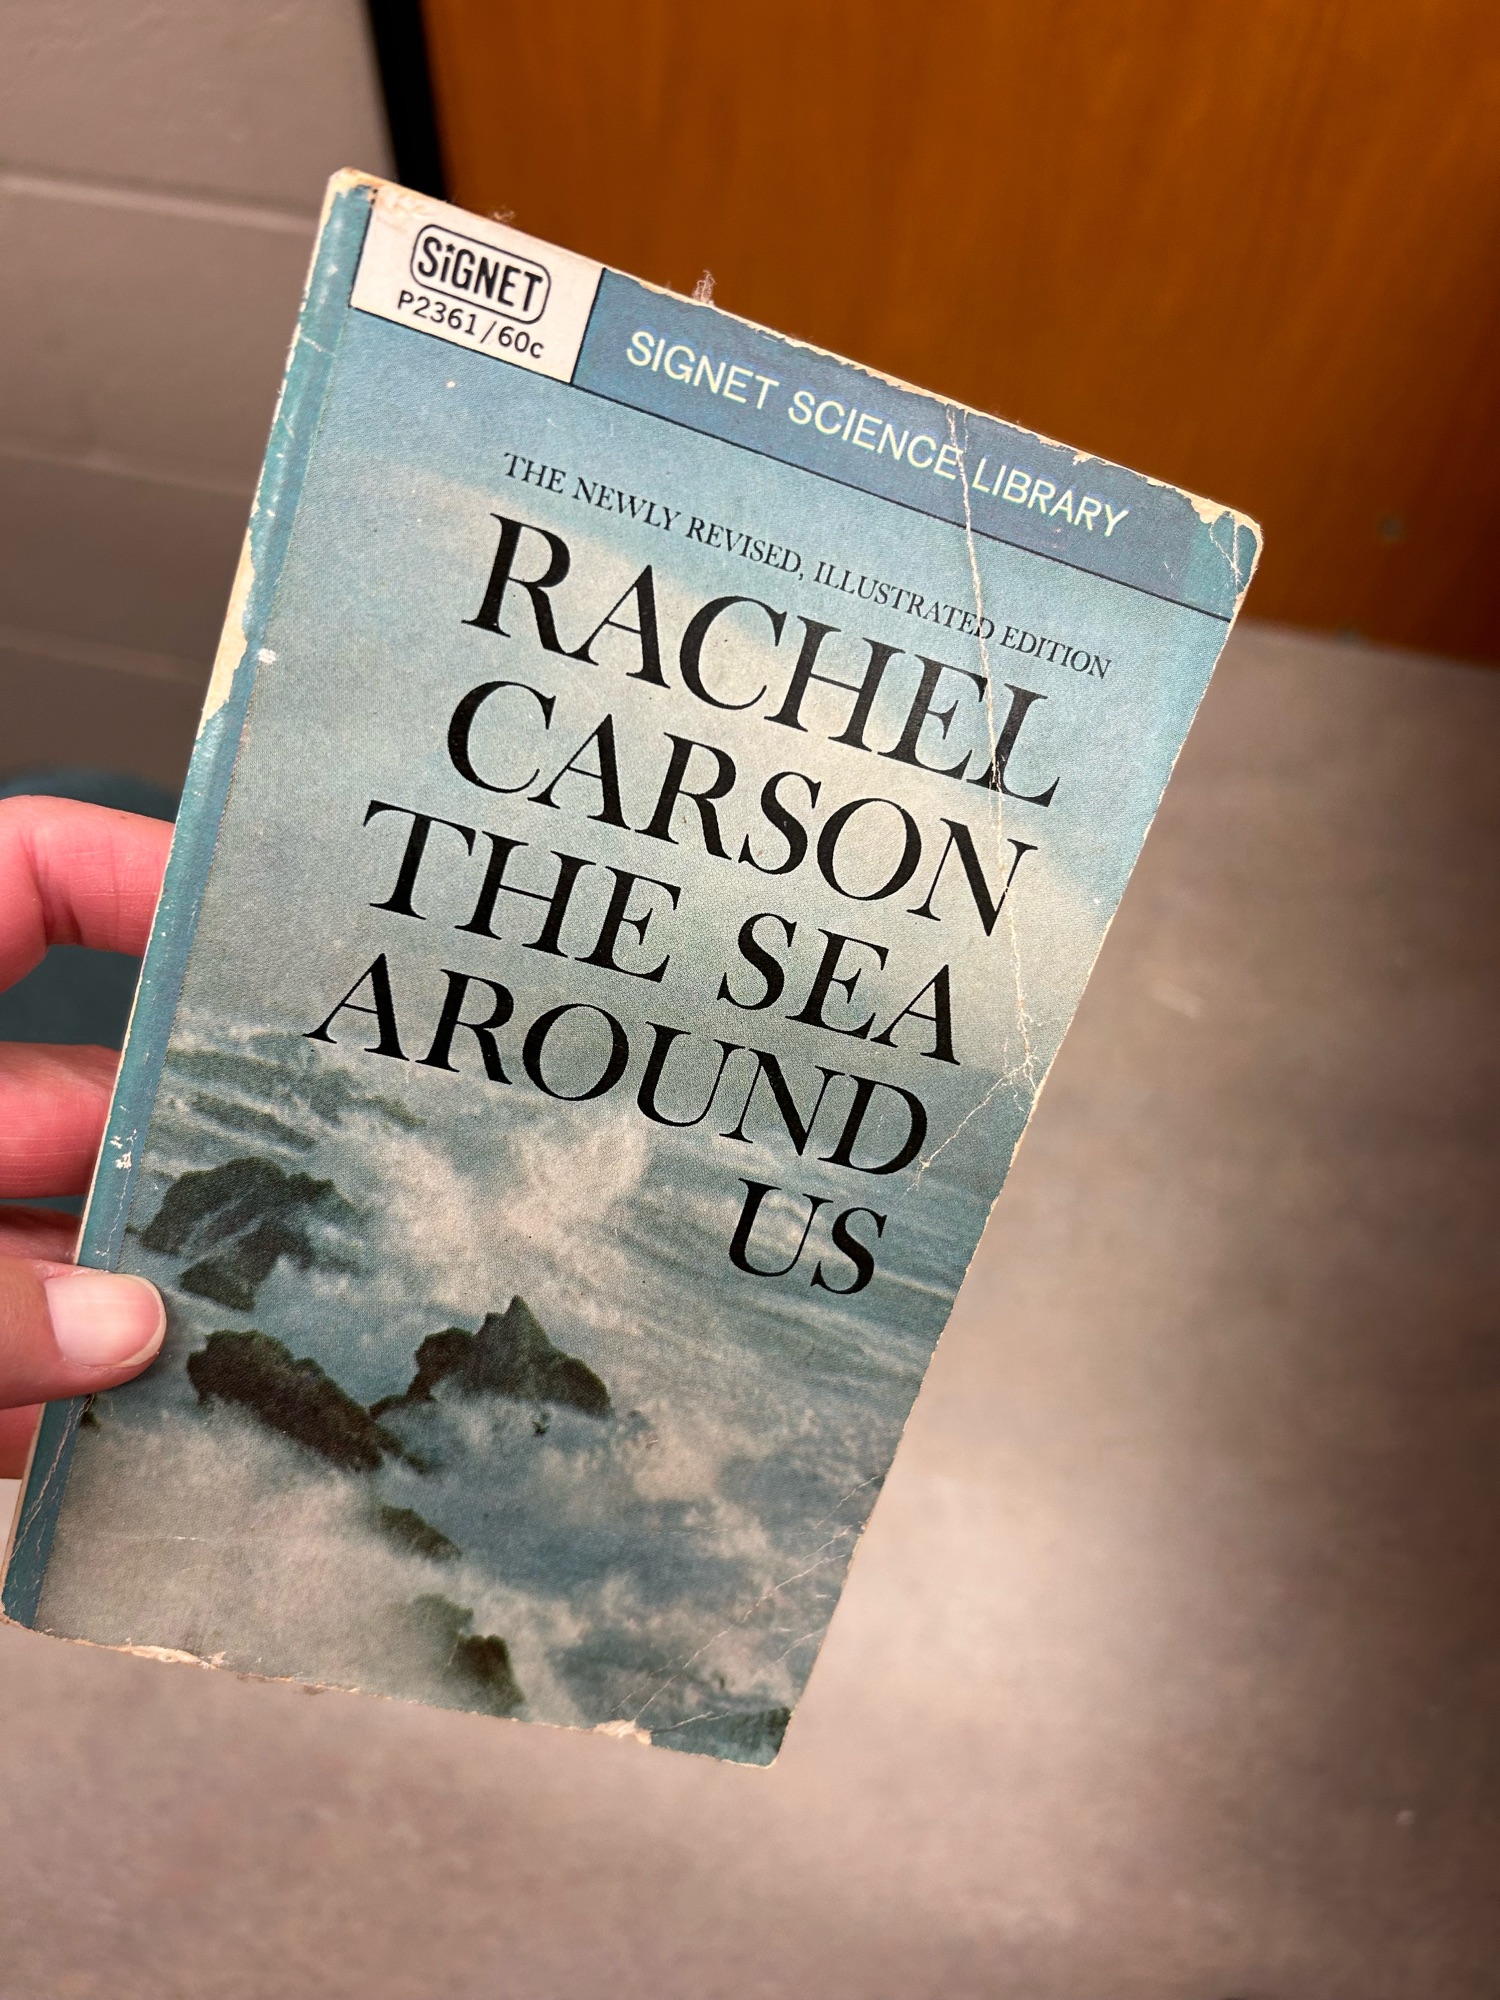 SiGNET
P2361/60c
SIGNET SCIENCE LIBRARY
THE NEWLY REVISED, ILLUSTRATED EDITION
RACHEL
CARSON
THE SEA
AROUND
US